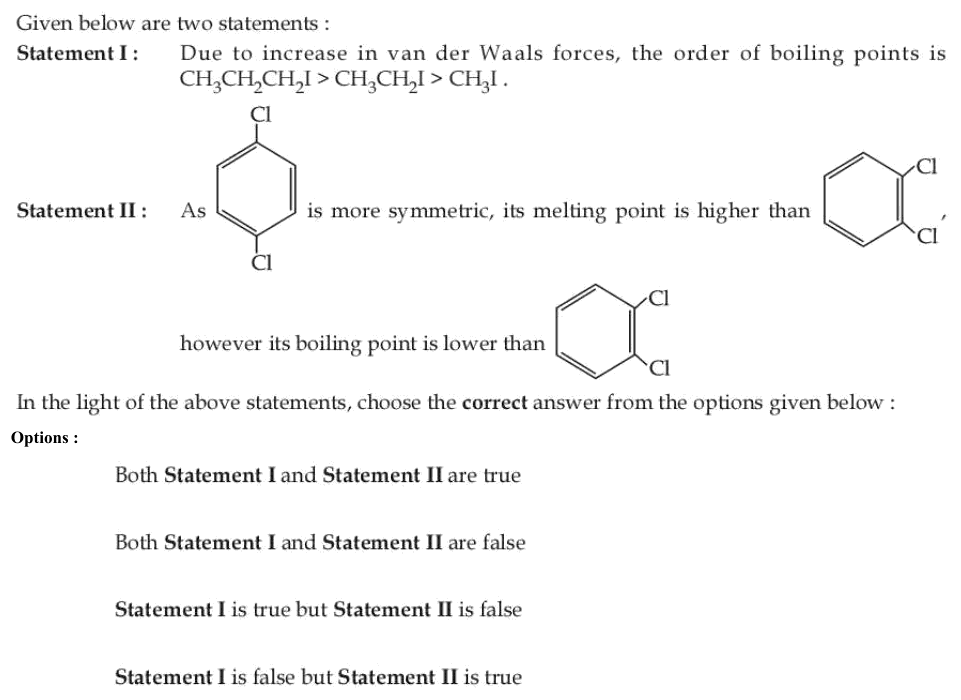 Given below are two statements :
Statement I : Due to increase in van der Waals forces, the order of boiling points is
CH₃CH₂CH₂I > CH₃CH₂I > CH₃I .
Cl
Cl
Statement II : As is more symmetric, its melting point is higher than ,
Cl
Cl
Cl
however its boiling point is lower than
Cl
In the light of the above statements, choose the correct answer from the options given below :
Options :
Both Statement I and Statement II are true
Both Statement I and Statement II are false
Statement I is true but Statement II is false
Statement I is false but Statement II is true